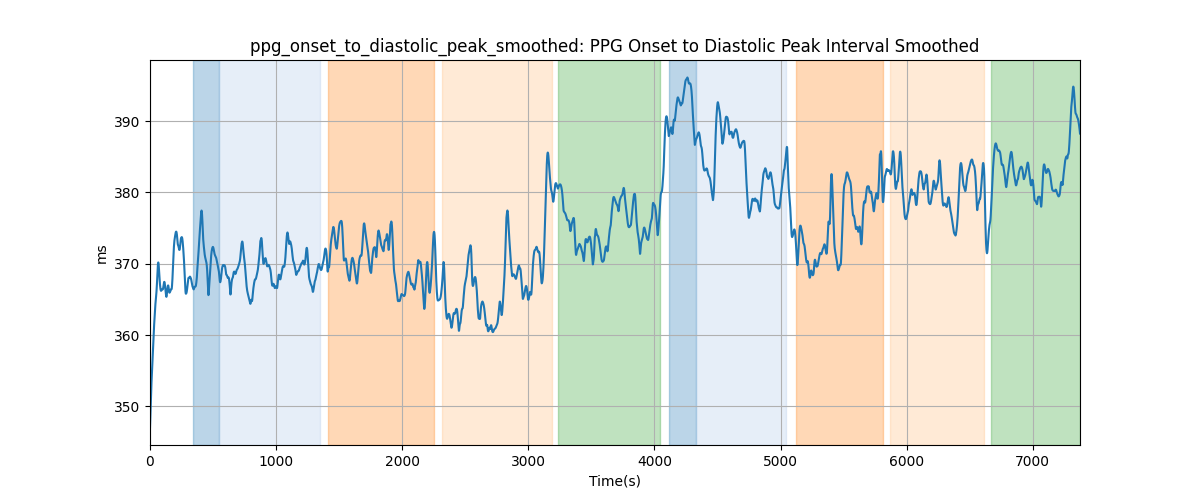 ppg_onset_to_diastolic_peak_smoothed: PPG Onset to Diastolic Peak Interval Smoothed
ms
390
380
370
360
350
0 1000 2000 3000 4000 5000 6000 7000
Time(s)